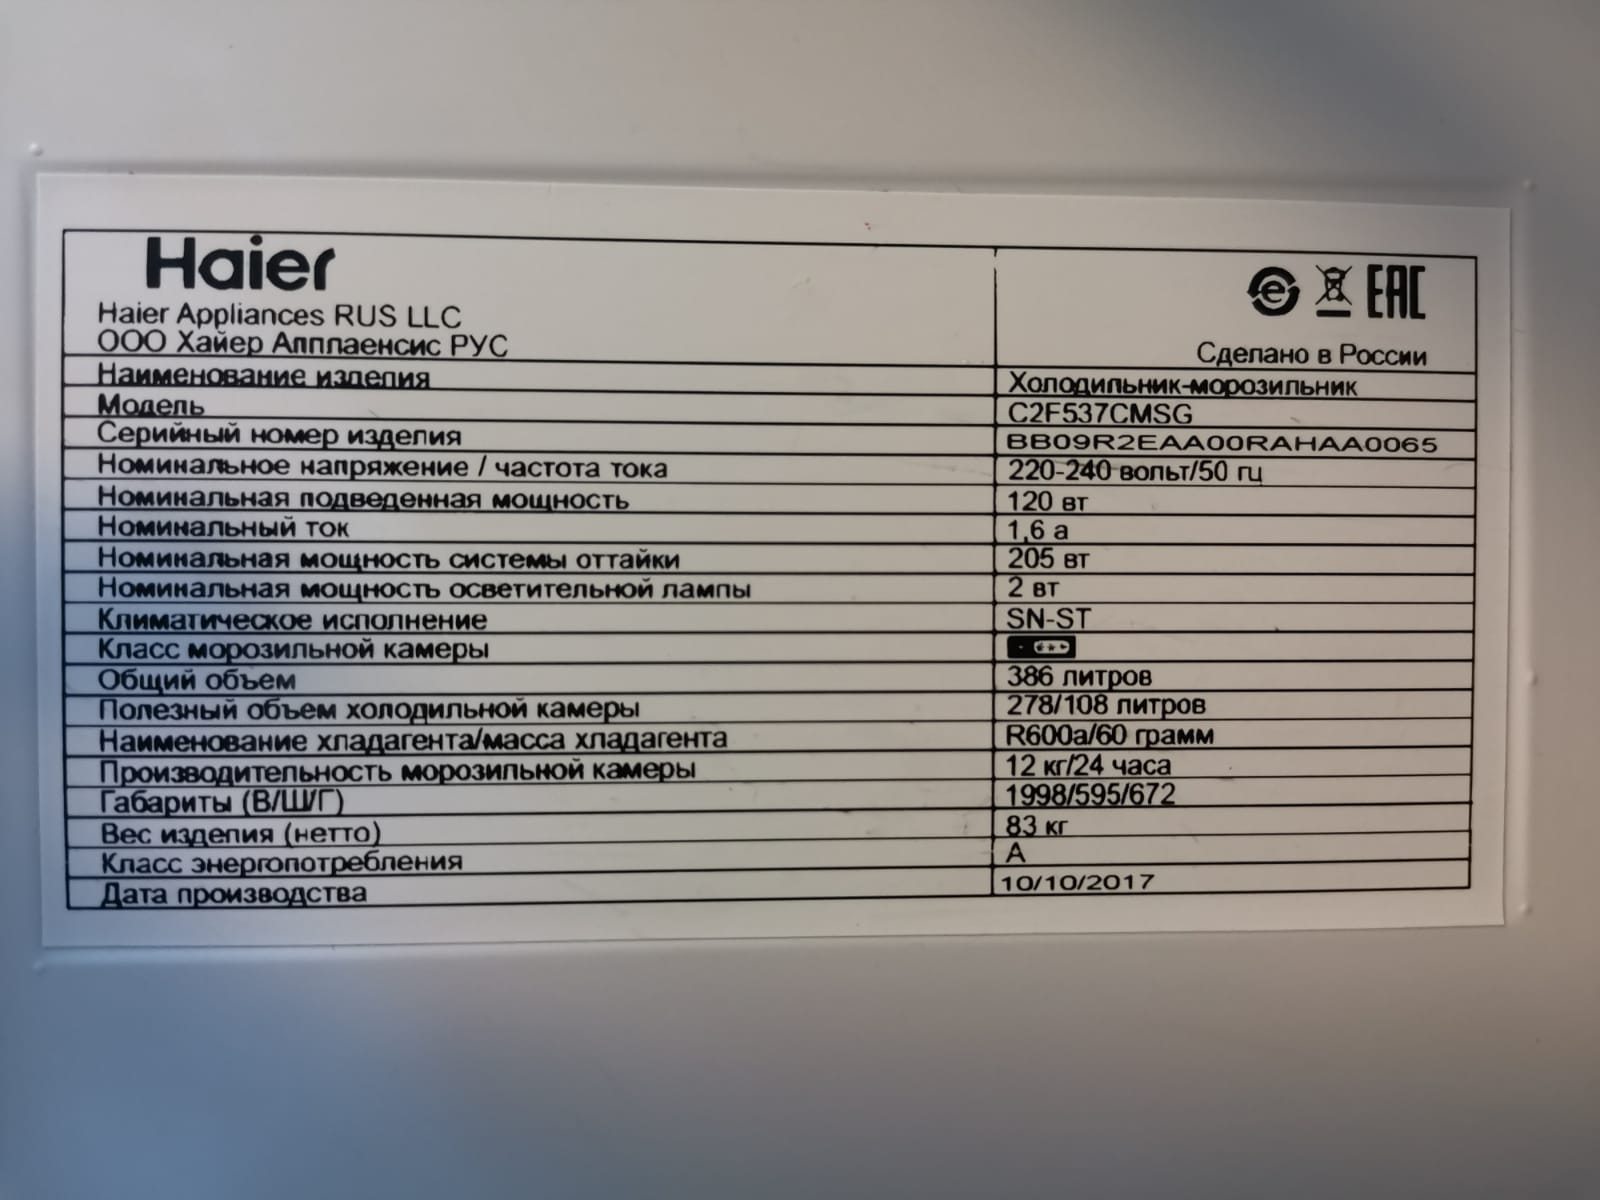 Haier
Haier Appliances RUS LLC
ООО Хайер Апплаенсис РУС
EAC
Сделано в России
Наименование изделия Холодильник-морозильник
Модель C2F537CMSG
Серийный номер изделия BB09R2EAA00RAHAA0065
Номинальное напряжение / частота тока 220-240 вольт/50 гц
Номинальная подведенная мощность 120 вт
Номинальный ток 1,6 а
Номинальная мощность системы оттайки 205 вт
Номинальная мощность осветительной лампы 2 вт
Климатическое исполнение SN-ST
Класс морозильной камеры
Общий объем 386 литров
Полезный объем холодильной камеры 278/108 литров
Наименование хладагента/масса хладагента R600a/60 грамм
Производительность морозильной камеры 12 кг/24 часа
Габариты (В/Ш/Г) 1998/595/672
Вес изделия (нетто) 83 кг
Класс энергопотребления A
Дата производства 10/10/2017